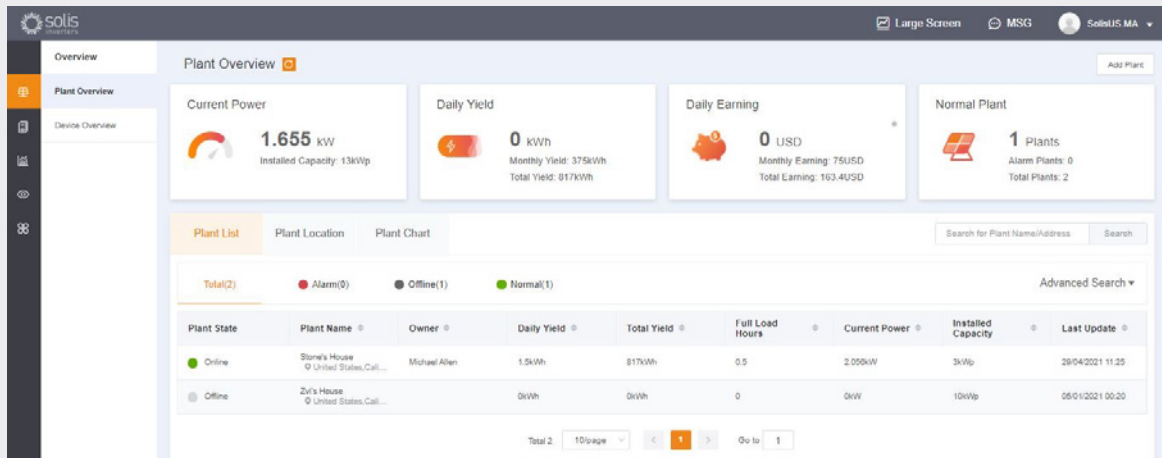 solis
inverters
Large Screen
MSG
SolisUS MA
Overview
Plant Overview
Device Overview
Plant Overview
Add Plant
Current Power
1.655 kW
Installed Capacity: 13kWp
Daily Yield
0 kWh
Monthly Yield: 375kWh
Total Yield: 817kWh
Daily Earning
0 USD
Monthly Earning: 75USD
Total Earning: 163.4USD
Normal Plant
1 Plants
Alarm Plants: 0
Total Plants: 2
Plant List Plant Location Plant Chart
Search for Plant Name/Address Search
Total(2) Alarm(0) Offline(1) Normal(1) Advanced Search
Plant State Plant Name Owner Daily Yield Total Yield Full Load Hours Current Power Installed Capacity Last Update
Online Stone's House Michael Allen 1.5kWh 817kWh 0.5 2.056kW 3kWp 29/04/2021 11:25
United States,Cali...
Offline Zvi's House 0kWh 0kWh 0 0kW 10kWp 06/01/2021 00:20
United States,Cali...
Total 2 10/page 1 Go to 1